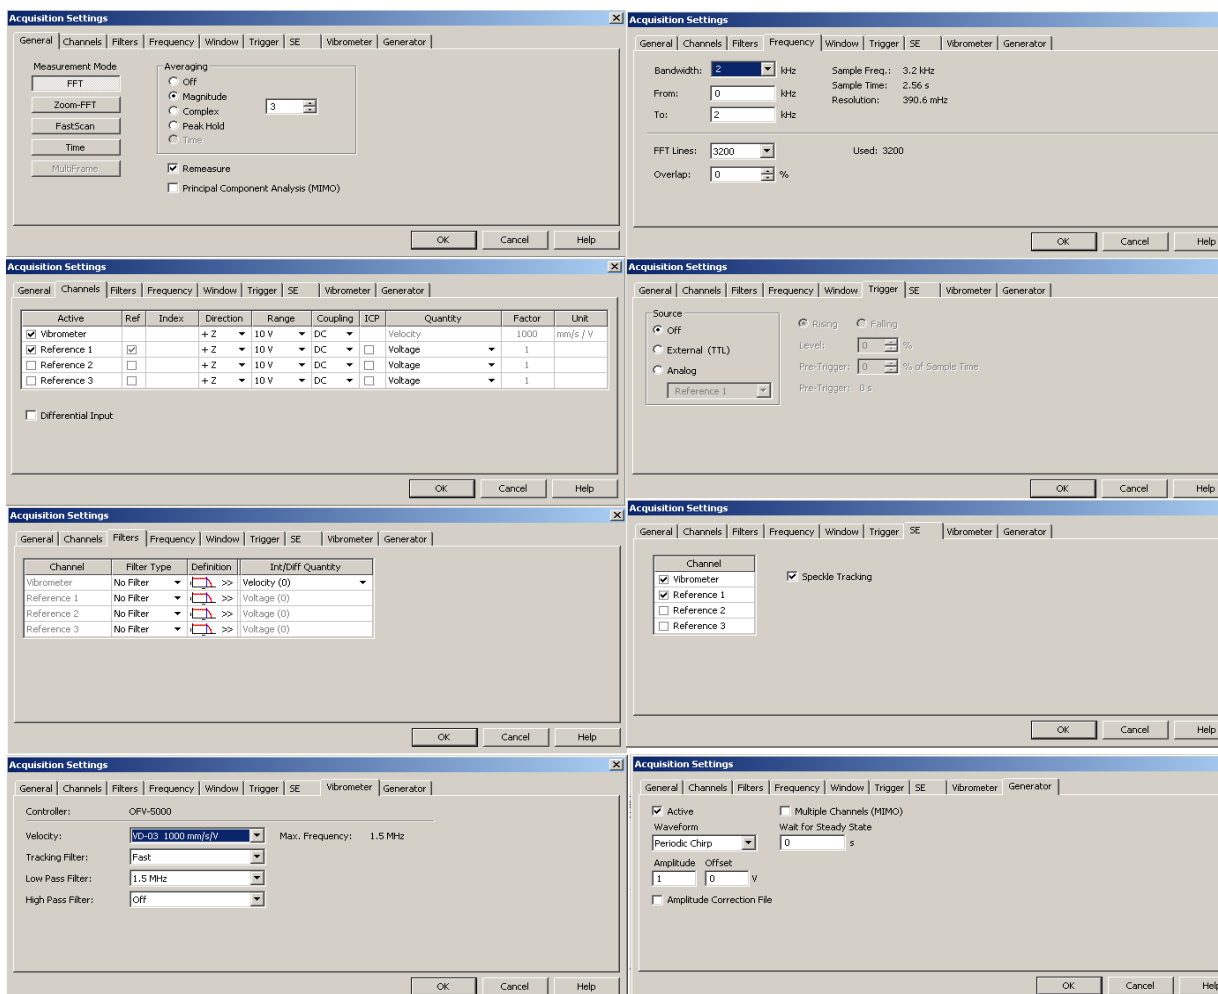 Acquisition Settings
General Channels Filters Frequency Window Trigger SE Vibrometer Generator
Measurement Mode
FFT
Zoom-FFT
FastScan
Time
MultiFrame
Averaging
Off
Magnitude
Complex
Peak Hold
Time
3
Remeasure
Principal Component Analysis (MIMO)
OK Cancel Help
Acquisition Settings
General Channels Filters Frequency Window Trigger SE Vibrometer Generator
Bandwidth: 2 kHz Sample Freq.: 3.2 kHz
Sample Time: 2.56 s
From: 0 kHz Resolution: 390.6 mHz
To: 2 kHz
FFT Lines: 3200 Used: 3200
Overlap: 0 %
OK Cancel Help
Acquisition Settings
General Channels Filters Frequency Window Trigger SE Vibrometer Generator
Active Ref Index Direction Range Coupling ICP Quantity Factor Unit
Vibrometer + Z 10 V DC Velocity 1000 mm/s / V
Reference 1 + Z 10 V DC Voltage 1
Reference 2 + Z 10 V DC Voltage 1
Reference 3 + Z 10 V DC Voltage 1
Differential Input
OK Cancel Help
Acquisition Settings
General Channels Filters Frequency Window Trigger SE Vibrometer Generator
Source
Off
External (TTL)
Analog
Reference 1
Rising Falling
Level: 0 %
Pre-Trigger: 0 % of Sample Time
Pre-Trigger: 0 s
OK Cancel Help
Acquisition Settings
General Channels Filters Frequency Window Trigger SE Vibrometer Generator
Channel Filter Type Definition Int/Diff Quantity
Vibrometer No Filter >> Velocity (0)
Reference 1 No Filter >> Voltage (0)
Reference 2 No Filter >> Voltage (0)
Reference 3 No Filter >> Voltage (0)
OK Cancel Help
Acquisition Settings
General Channels Filters Frequency Window Trigger SE Vibrometer Generator
Channel
Vibrometer
Reference 1
Reference 2
Reference 3
Speckle Tracking
OK Cancel Help
Acquisition Settings
General Channels Filters Frequency Window Trigger SE Vibrometer Generator
Controller: OFV-5000
Velocity: VD-03 1000 mm/s/V Max. Frequency: 1.5 MHz
Tracking Filter: Fast
Low Pass Filter: 1.5 MHz
High Pass Filter: Off
OK Cancel Help
Acquisition Settings
General Channels Filters Frequency Window Trigger SE Vibrometer Generator
Active Multiple Channels (MIMO)
Waveform Wait for Steady State
Periodic Chirp 0 s
Amplitude Offset
1 0 V
Amplitude Correction File
OK Cancel Help